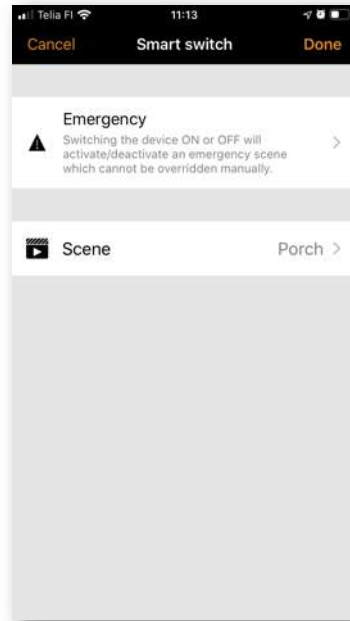 Telia FI 11:13
Cancel Smart switch Done
Emergency
Switching the device ON or OFF will
activate/deactivate an emergency scene
which cannot be overridden manually.
Scene Porch